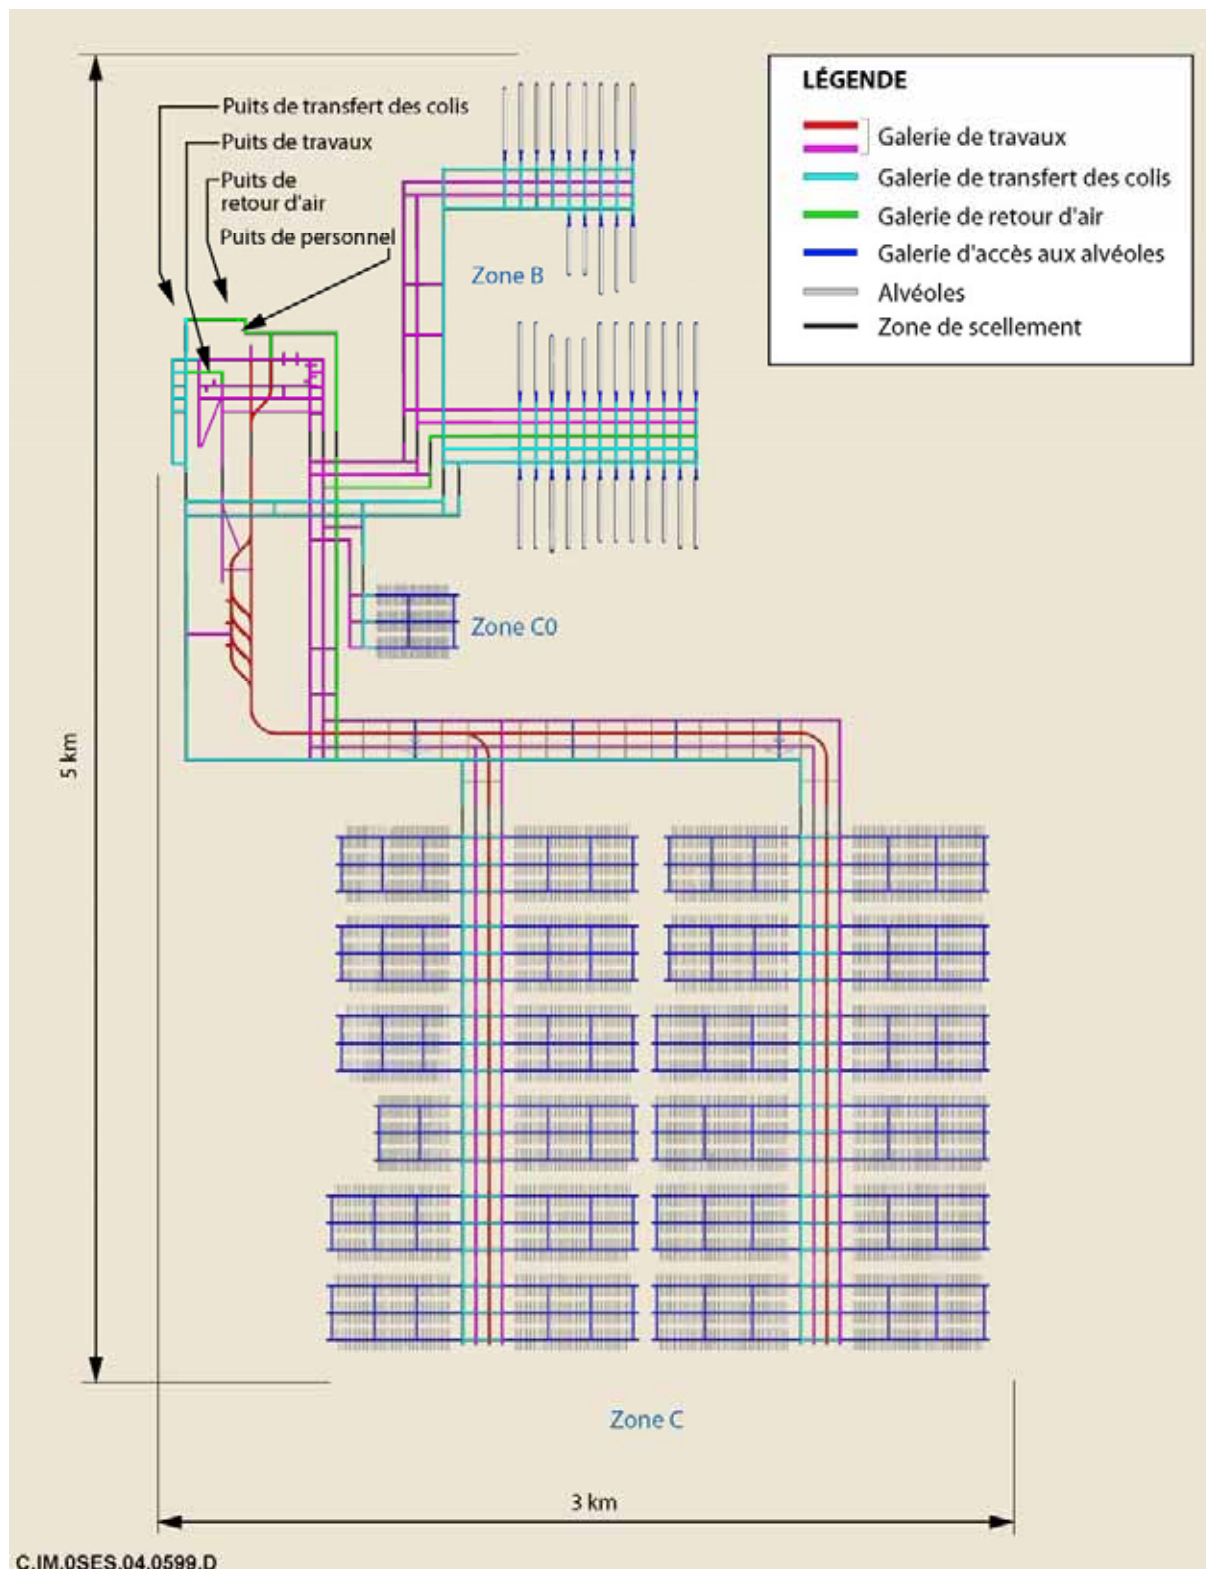 Puits de transfert des colis
Puits de travaux
Puits de
retour d'air
Puits de personnel
LÉGENDE
Galerie de travaux
Galerie de transfert des colis
Galerie de retour d'air
Galerie d'accès aux alvéoles
Alvéoles
Zone de scellement
Zone B
Zone C0
5 km
Zone C
3 km
C.IM.0SES.04.0599.D